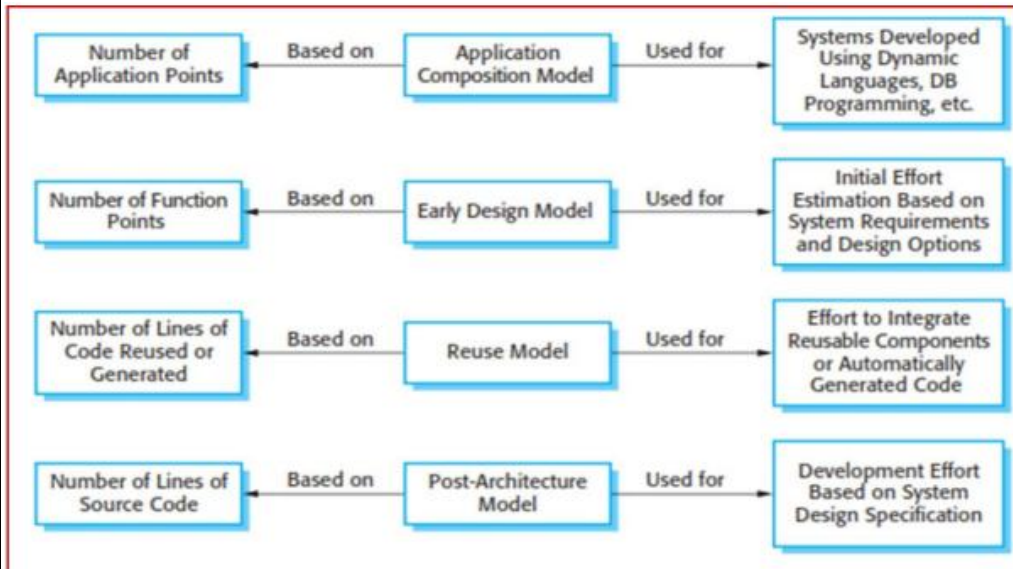 Number of
Application Points
Based on
Application
Composition Model
Used for
Systems Developed
Using Dynamic
Languages, DB
Programming, etc.
Number of Function
Points
Based on
Early Design Model
Used for
Initial Effort
Estimation Based on
System Requirements
and Design Options
Number of Lines of
Code Reused or
Generated
Based on
Reuse Model
Used for
Effort to Integrate
Reusable Components
or Automatically
Generated Code
Number of Lines of
Source Code
Based on
Post-Architecture
Model
Used for
Development Effort
Based on System
Design Specification